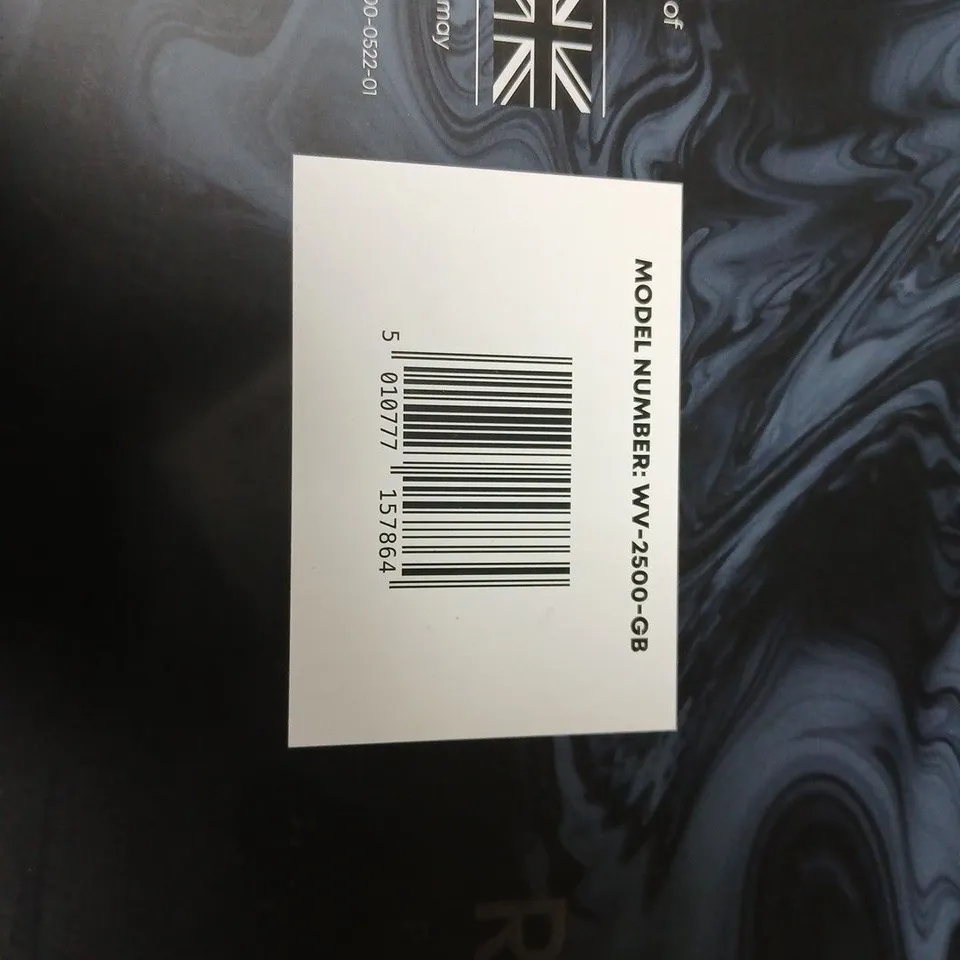 of
may
00-0522-01
MODEL NUMBER: WV-2500-GB
5 010777 157864
R